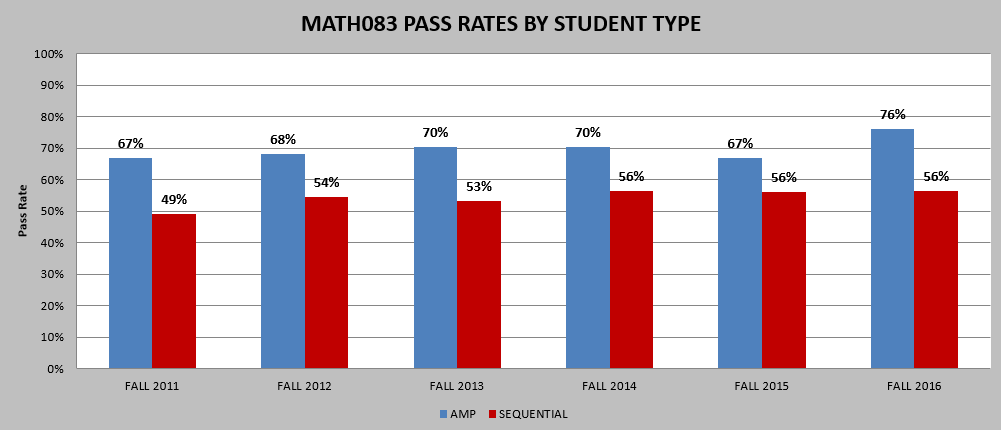 MATH083 PASS RATES BY STUDENT TYPE
100%
90%
80%
70%
60%
50%
40%
30%
20%
10%
0%
Pass Rate
67%
49%
68%
54%
70%
53%
70%
56%
67%
56%
76%
56%
FALL 2011
FALL 2012
FALL 2013
FALL 2014
FALL 2015
FALL 2016
AMP
SEQUENTIAL